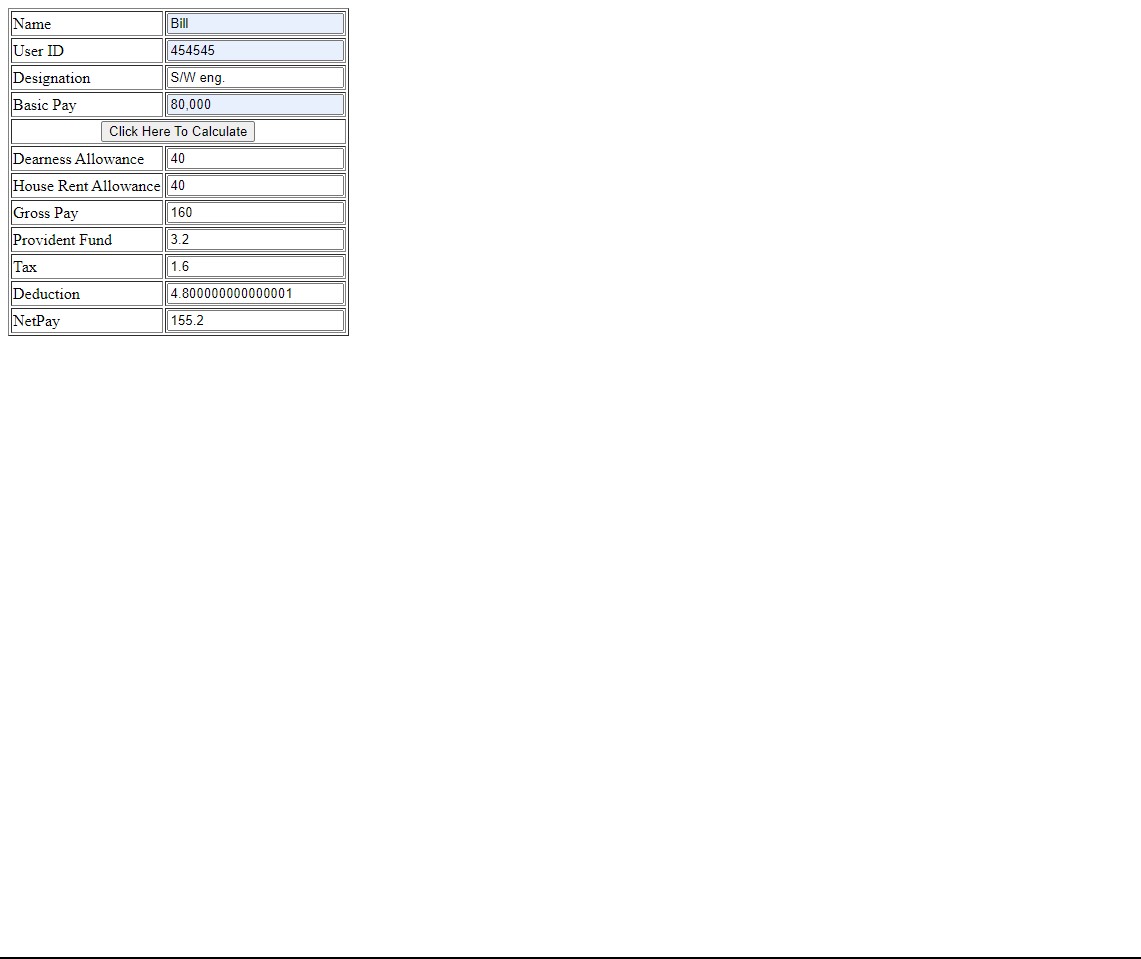 Name Bill
User ID 454545
Designation S/W eng.
Basic Pay 80,000
Click Here To Calculate
Dearness Allowance 40
House Rent Allowance 40
Gross Pay 160
Provident Fund 3.2
Tax 1.6
Deduction 4.800000000000001
NetPay 155.2